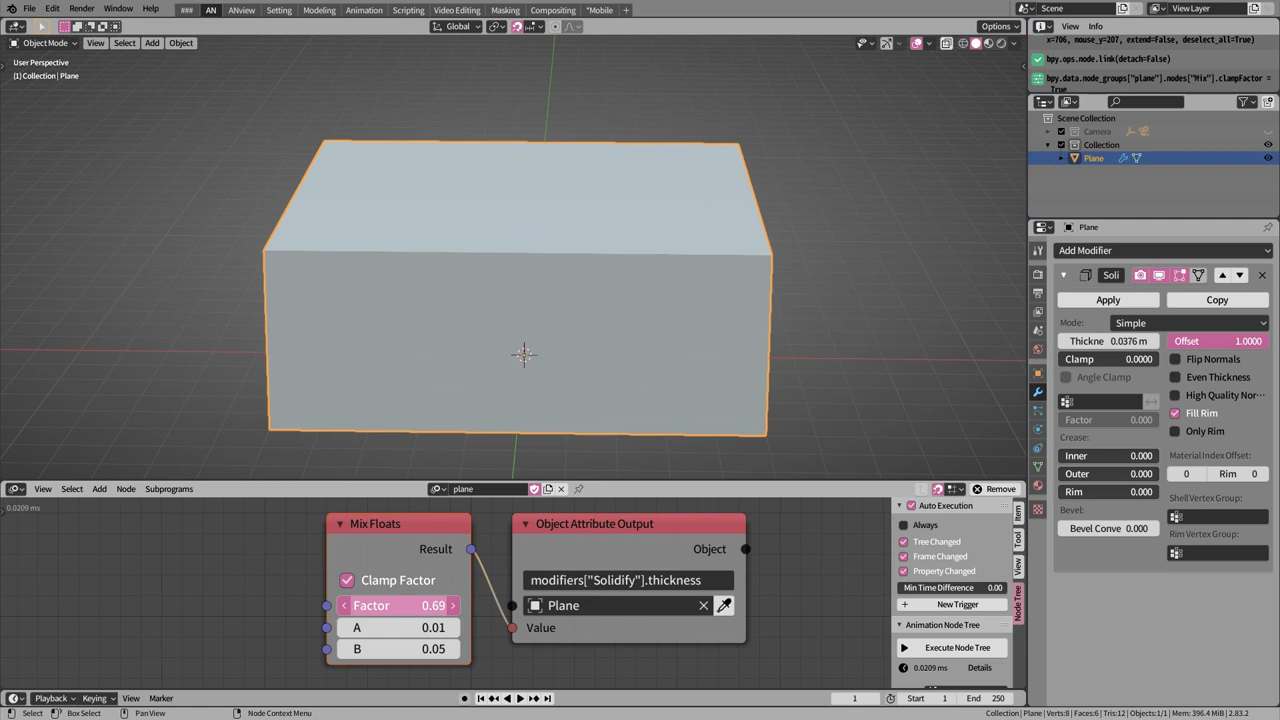 File Edit Render Window Help
### AN ANview Setting Modeling Animation Scripting Video Editing Masking Compositing *Mobile +
Scene
View Layer
Global
Options
View Info
Object Mode View Select Add Object
x=706, mouse_y=207, extend=False, deselect_all=True)
bpy.ops.node.link(detach=False)
bpy.data.node_groups["plane"].nodes["Mix"].clampFactor =
True
User Perspective
(1) Collection | Plane
Scene Collection
Camera
Collection
Plane
Plane
Add Modifier
Soli
Apply Copy
Mode: Simple
Thickne 0.0376 m Offset 1.0000
Clamp 0.0000 Flip Normals
Angle Clamp Even Thickness
High Quality Nor···
Factor 0.000 Fill Rim
Crease: Only Rim
Inner 0.000 Material Index Offset:
Outer 0.000 0 Rim 0
Rim 0.000 Shell Vertex Group:
Bevel:
Bevel Conve 0.000 Rim Vertex Group:
View Select Add Node Subprograms
plane
Remove
0.0209 ms
Mix Floats
Result
Clamp Factor
Factor 0.69
A 0.01
B 0.05
Object Attribute Output
Object
modifiers["Solidify"].thickness
Plane
Value
Auto Execution
Always
Tree Changed
Frame Changed
Property Changed
Min Time Difference 0.00
New Trigger
Animation Node Tree
Execute Node Tree
0.0209 ms Details
Item
Tool
View
Node Tree
Playback Keying View Marker
1 Start 1 End 250
Select Box Select Pan View Node Context Menu
Collection | Plane | Verts:8 | Faces:6 | Tris:12 | Objects:1/1 | Mem: 396.4 MiB | 2.83.2